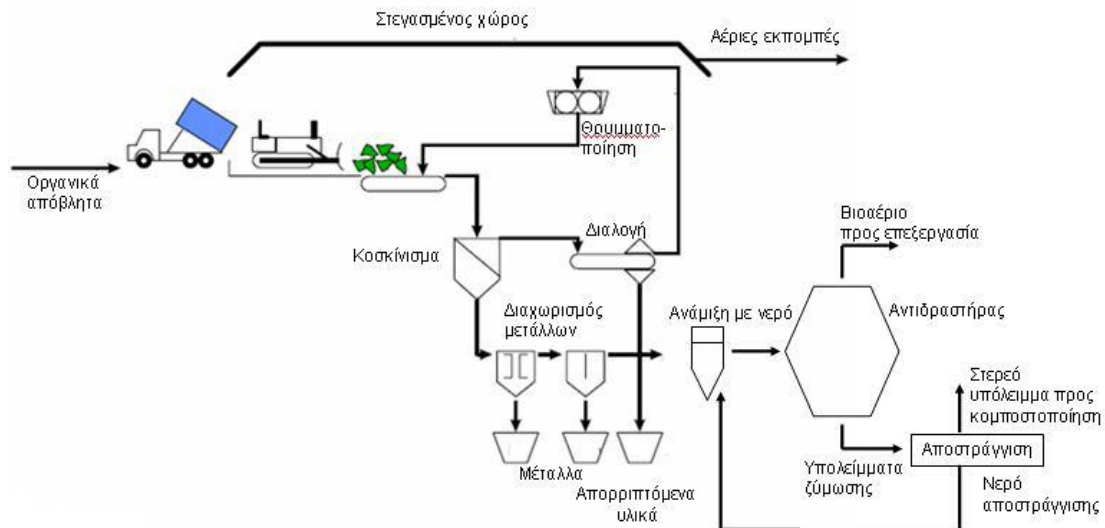 Στεγασμένος χώρος
Αέριες εκπομπές
Θρυμματο-
ποίηση
Οργανικά
απόβλητα
Κοσκίνισμα
Διαλογή
Βιοαέριο
προς επεξεργασία
Διαχωρισμός
μετάλλων
Ανάμιξη με νερό
Αντιδραστήρας
Στερεό
υπόλειμμα προς
κομποστοποίηση
Αποστράγγιση
Υπολείμματα
ζύμωσης
Νερό
αποστράγγισης
Μέταλλα
Απορριπτόμενα
υλικά